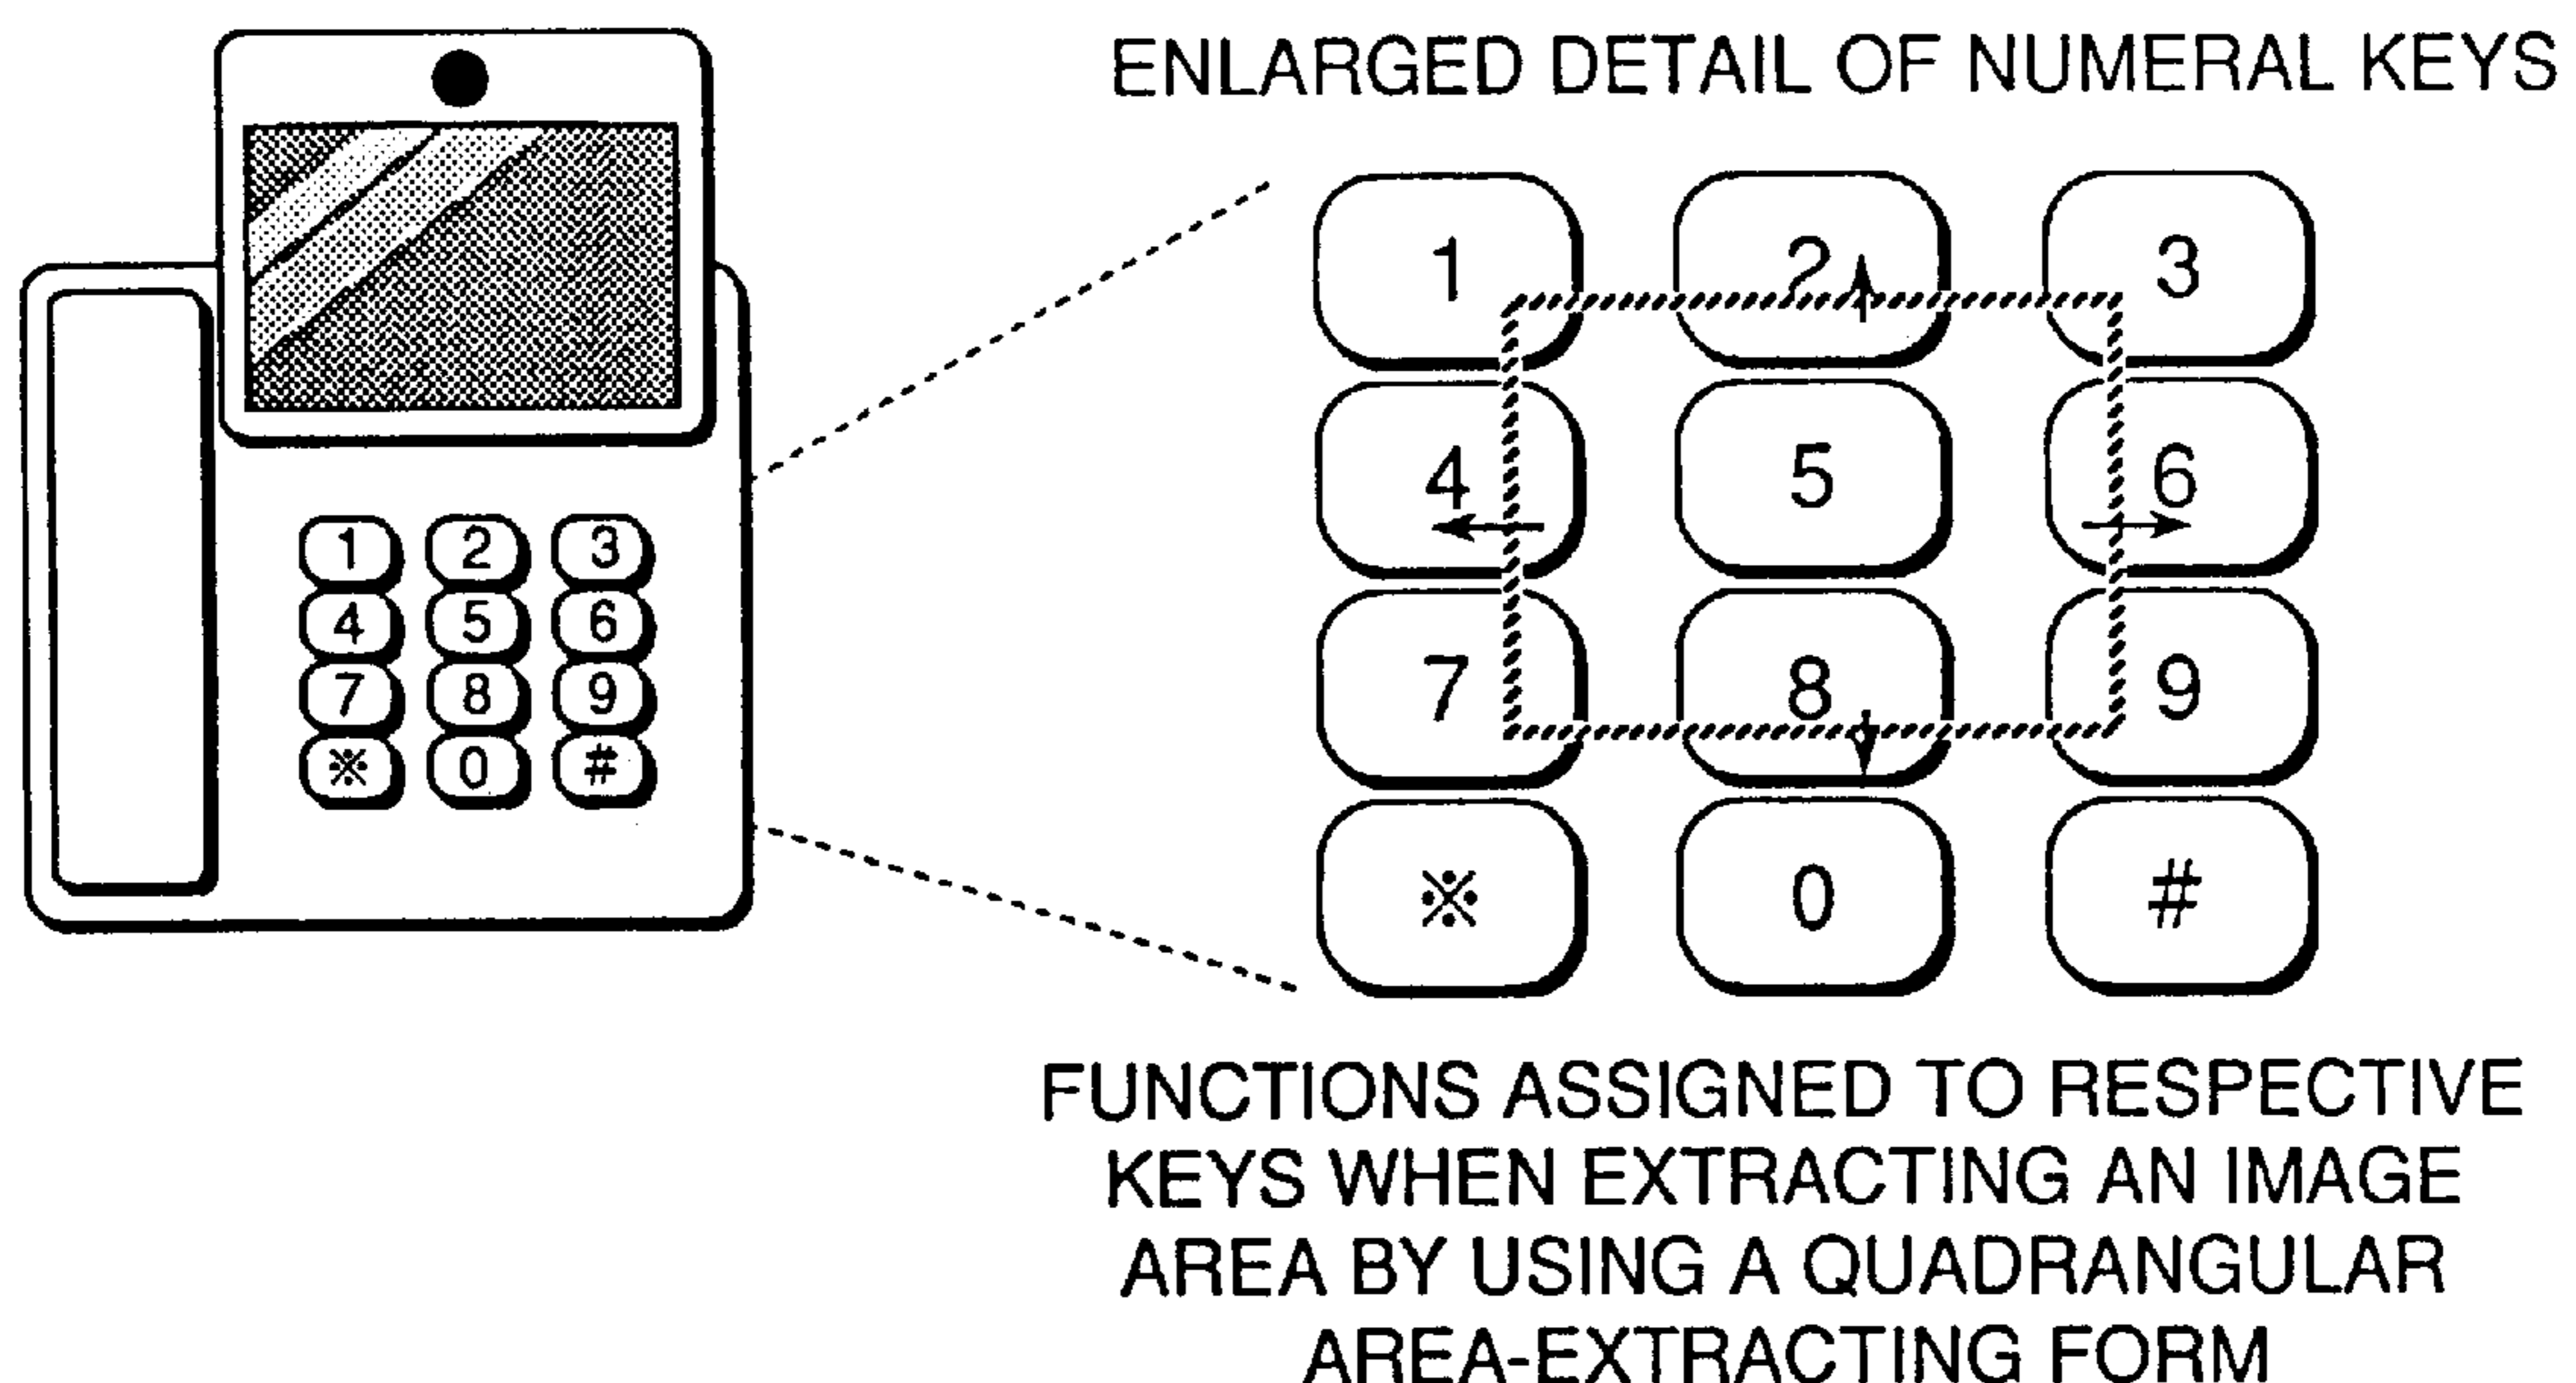 ENLARGED DETAIL OF NUMERAL KEYS
1 2 3
4 5 6
7 8 9
※ 0 #
1 2 3
4 5 6
7 8 9
※ 0 #
FUNCTIONS ASSIGNED TO RESPECTIVE
KEYS WHEN EXTRACTING AN IMAGE
AREA BY USING A QUADRANGULAR
AREA-EXTRACTING FORM